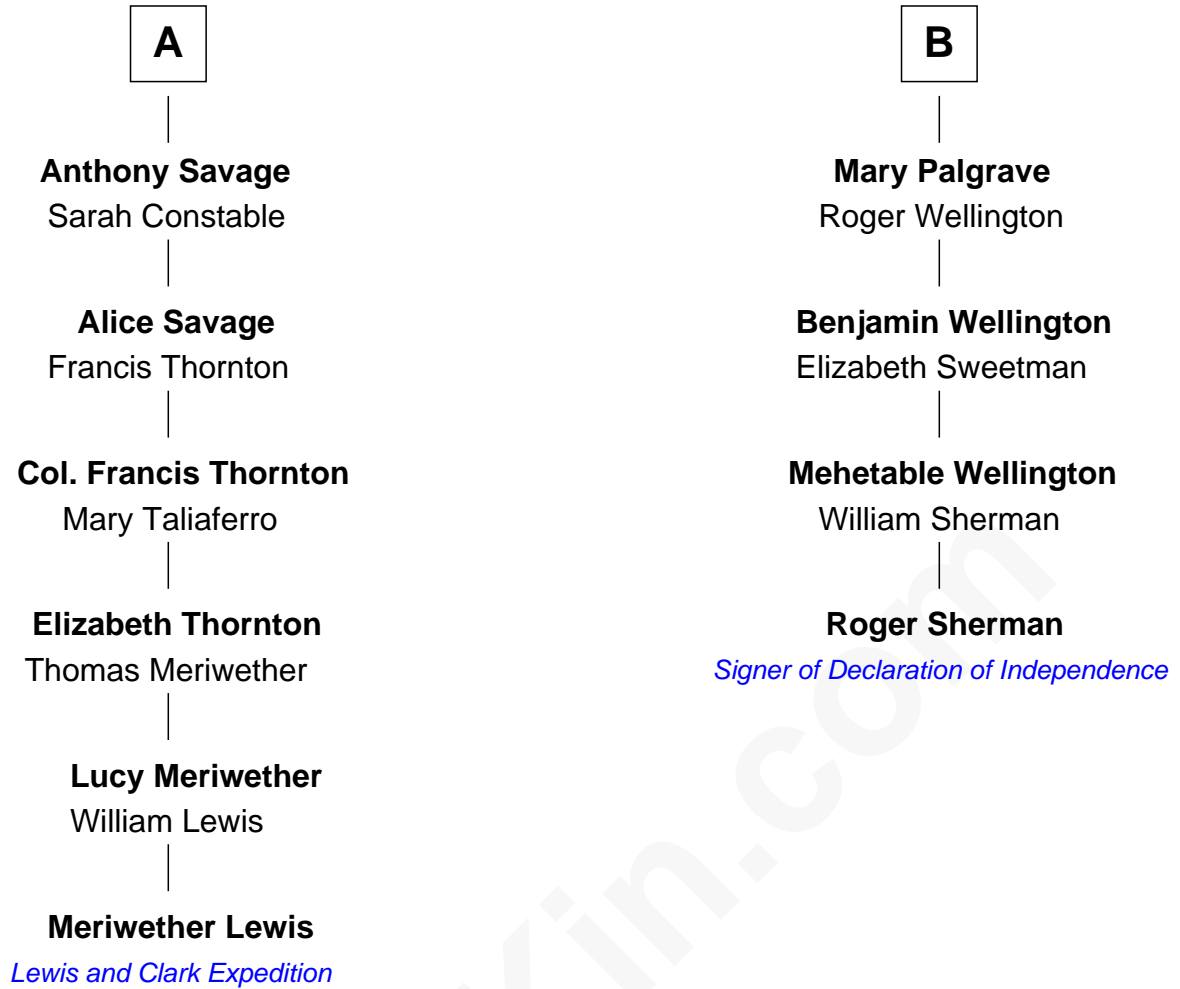 A
Anthony Savage
Sarah Constable
Alice Savage
Francis Thornton
Col. Francis Thornton
Mary Taliaferro
Elizabeth Thornton
Thomas Meriwether
Lucy Meriwether
William Lewis
Meriwether Lewis
Lewis and Clark Expedition
B
Mary Palgrave
Roger Wellington
Benjamin Wellington
Elizabeth Sweetman
Mehetable Wellington
William Sherman
Roger Sherman
Signer of Declaration of Independence
Kin.com